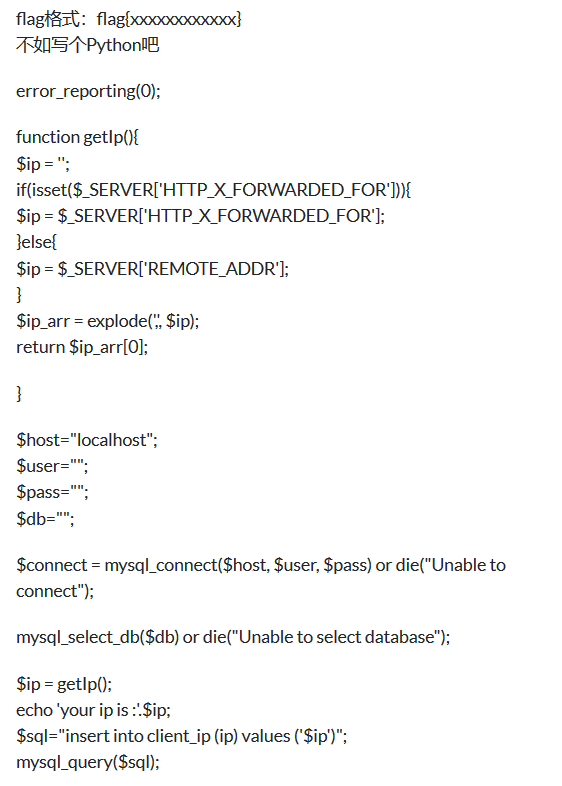 flag格式：flag{xxxxxxxxxxxx}
不如写个Python吧
error_reporting(0);
function getIp(){
$ip = '';
if(isset($_SERVER['HTTP_X_FORWARDED_FOR'])){
$ip = $_SERVER['HTTP_X_FORWARDED_FOR'];
}else{
$ip = $_SERVER['REMOTE_ADDR'];
}
$ip_arr = explode(',', $ip);
return $ip_arr[0];
}
$host="localhost";
$user="";
$pass="";
$db="";
$connect = mysql_connect($host, $user, $pass) or die("Unable to
connect");
mysql_select_db($db) or die("Unable to select database");
$ip = getIp();
echo 'your ip is :'.$ip;
$sql="insert into client_ip (ip) values ('$ip')";
mysql_query($sql);